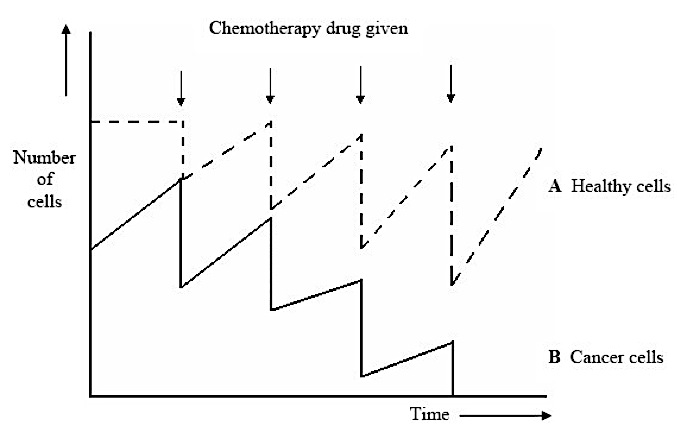 Chemotherapy drug given
Number
of
cells
A Healthy cells
B Cancer cells
Time